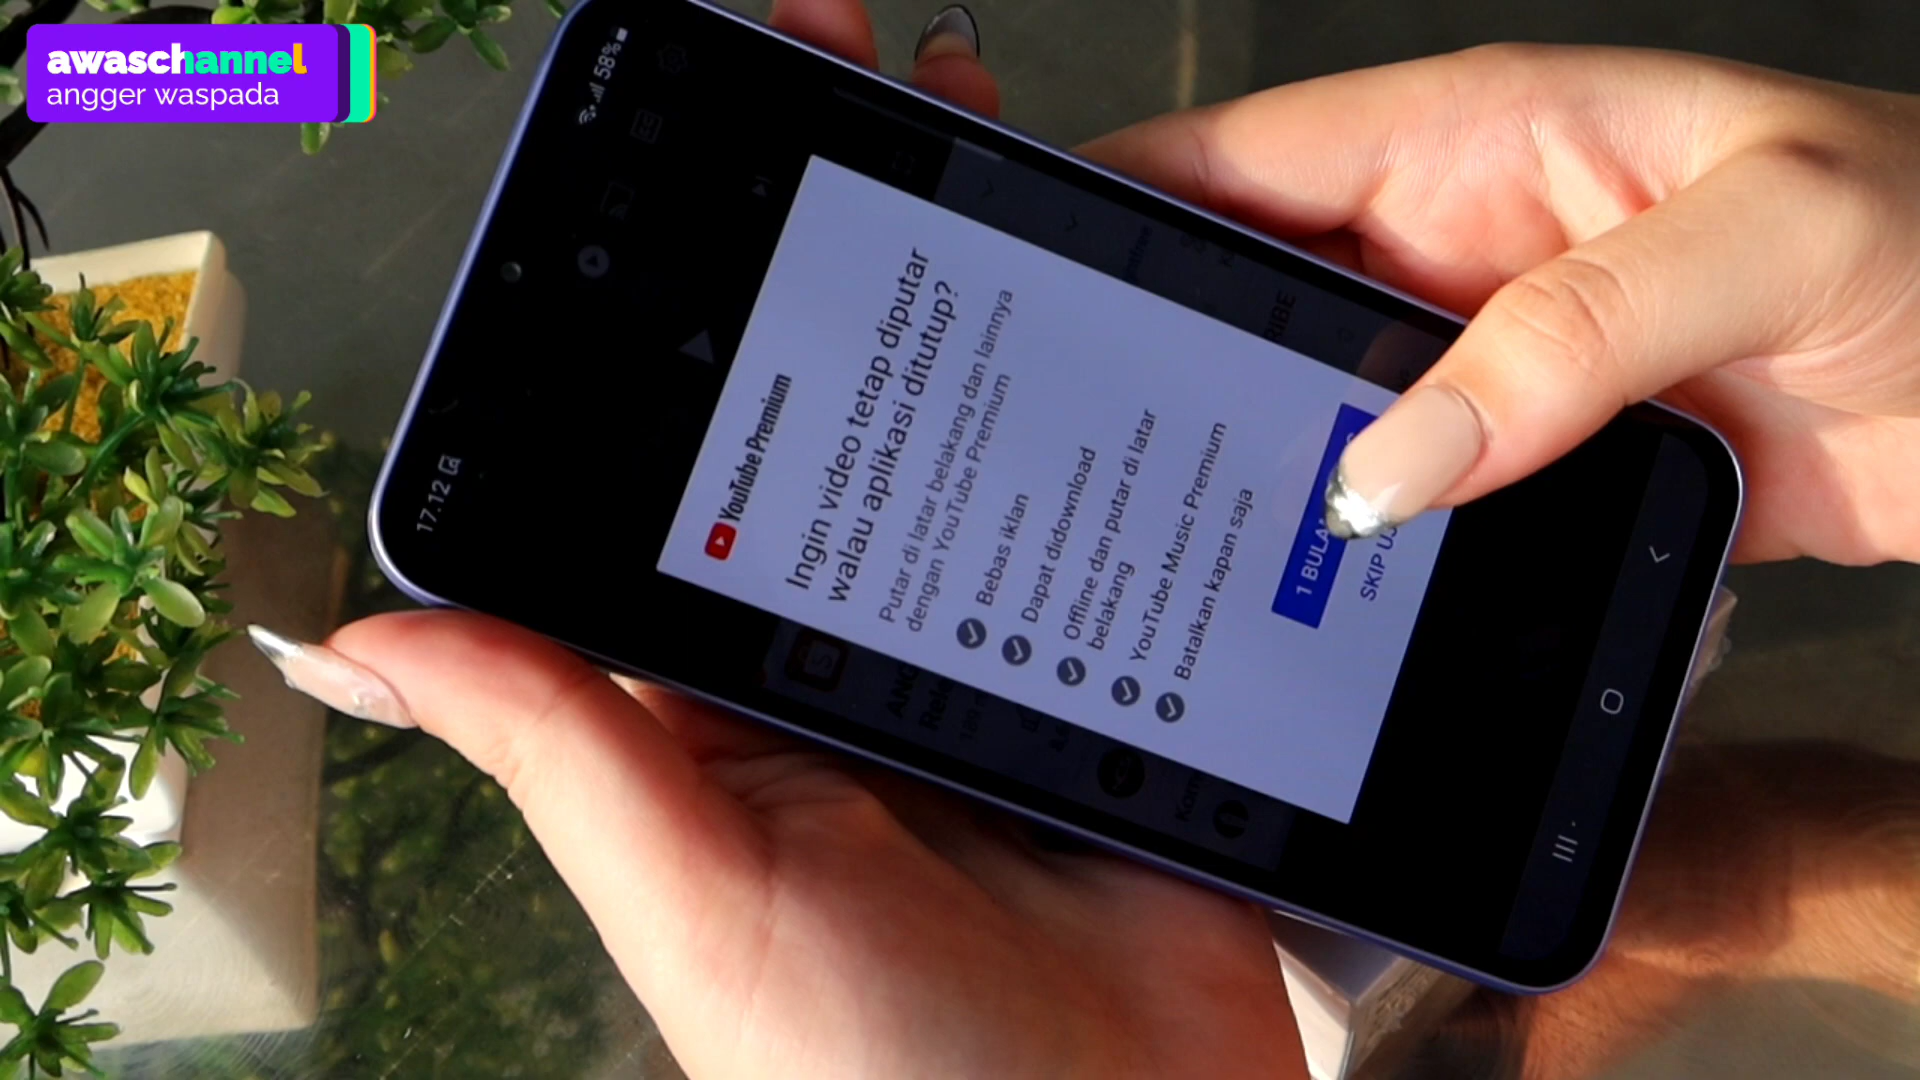 awaschannel
angger waspada
17.12
58%
YouTube Premium
Ingin video tetap diputar
walau aplikasi ditutup?
Putar di latar belakang dan lainnya
dengan YouTube Premium
Bebas iklan
Dapat didownload
Offline dan putar di latar
belakang
YouTube Music Premium
Batalkan kapan saja
1 BULAN
SKIP